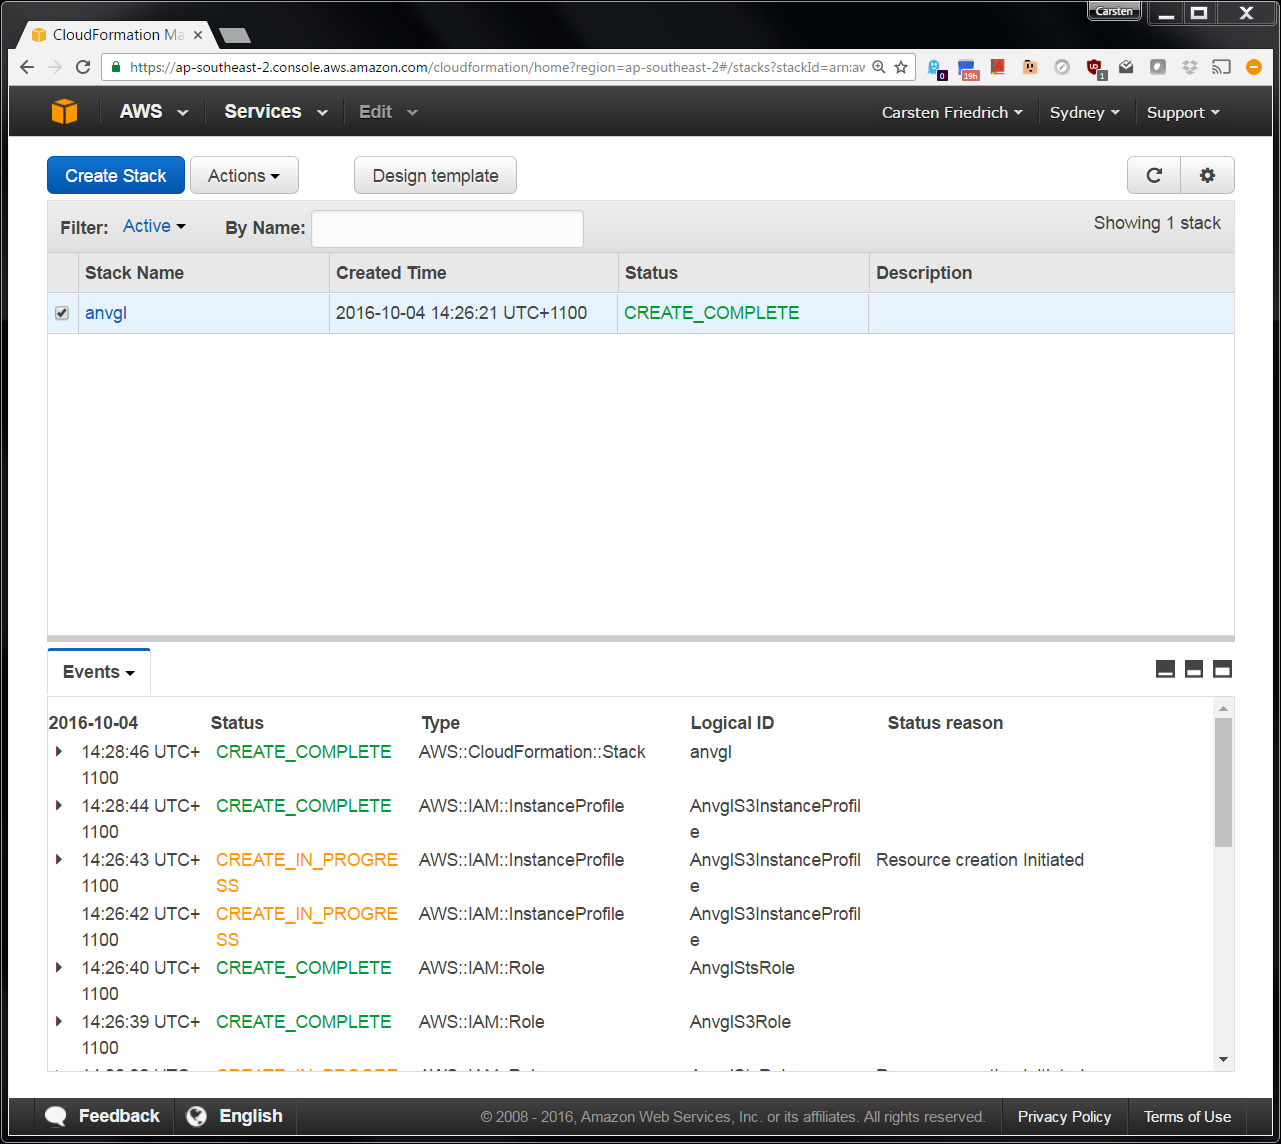 Carsten
CloudFormation Ma
https://ap-southeast-2.console.aws.amazon.com/cloudformation/home?region=ap-southeast-2#/stacks?stackId=arn:aw
0
19h
1
AWS Services Edit Carsten Friedrich Sydney Support
Create Stack Actions Design template
Filter: Active By Name: Showing 1 stack
Stack Name Created Time Status Description
anvgl 2016-10-04 14:26:21 UTC+1100 CREATE_COMPLETE
Events
2016-10-04 Status Type Logical ID Status reason
14:28:46 UTC+ CREATE_COMPLETE AWS::CloudFormation::Stack anvgl
1100
14:28:44 UTC+ CREATE_COMPLETE AWS::IAM::InstanceProfile AnvglS3InstanceProfil
1100 e
14:26:43 UTC+ CREATE_IN_PROGRE AWS::IAM::InstanceProfile AnvglS3InstanceProfil Resource creation Initiated
1100 SS e
14:26:42 UTC+ CREATE_IN_PROGRE AWS::IAM::InstanceProfile AnvglS3InstanceProfil
1100 SS e
14:26:40 UTC+ CREATE_COMPLETE AWS::IAM::Role AnvglStsRole
1100
14:26:39 UTC+ CREATE_COMPLETE AWS::IAM::Role AnvglS3Role
1100
Feedback English © 2008 - 2016, Amazon Web Services, Inc. or its affiliates. All rights reserved. Privacy Policy Terms of Use